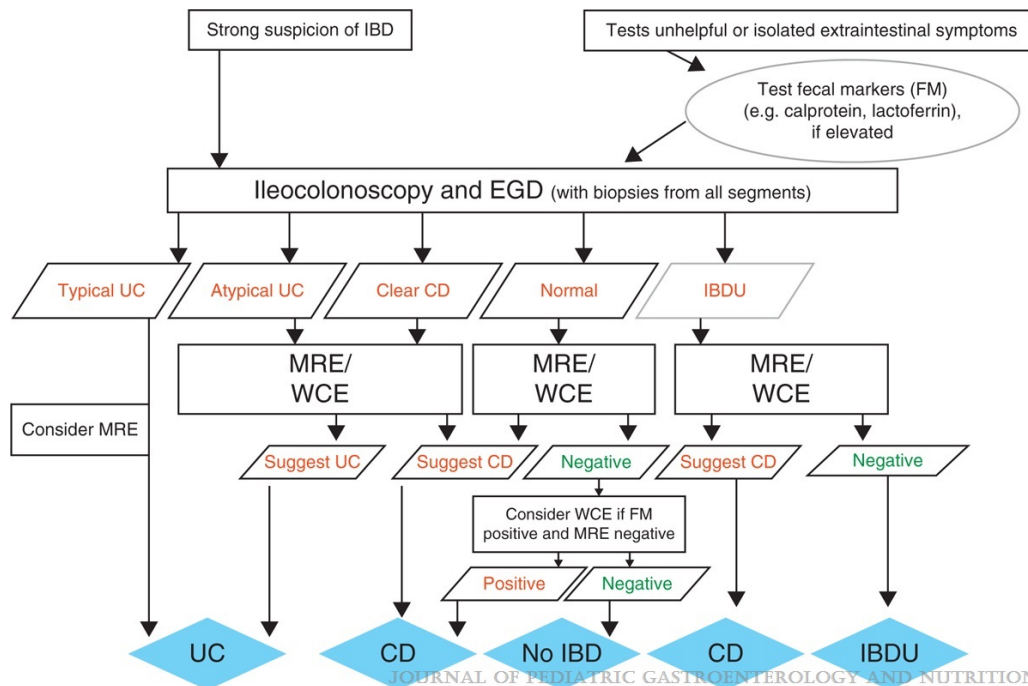 Strong suspicion of IBD
Tests unhelpful or isolated extraintestinal symptoms
Test fecal markers (FM)
(e.g. calprotein, lactoferrin),
if elevated
Ileocolonoscopy and EGD (with biopsies from all segments)
Typical UC
Atypical UC
Clear CD
Normal
IBDU
MRE/
WCE
MRE/
WCE
MRE/
WCE
Consider MRE
Suggest UC
Suggest CD
Negative
Suggest CD
Negative
Consider WCE if FM
positive and MRE negative
Positive
Negative
UC
CD
No IBD
CD
IBDU
JOURNAL OF PEDIATRIC GASTROENTEROLOGY AND NUTRITION